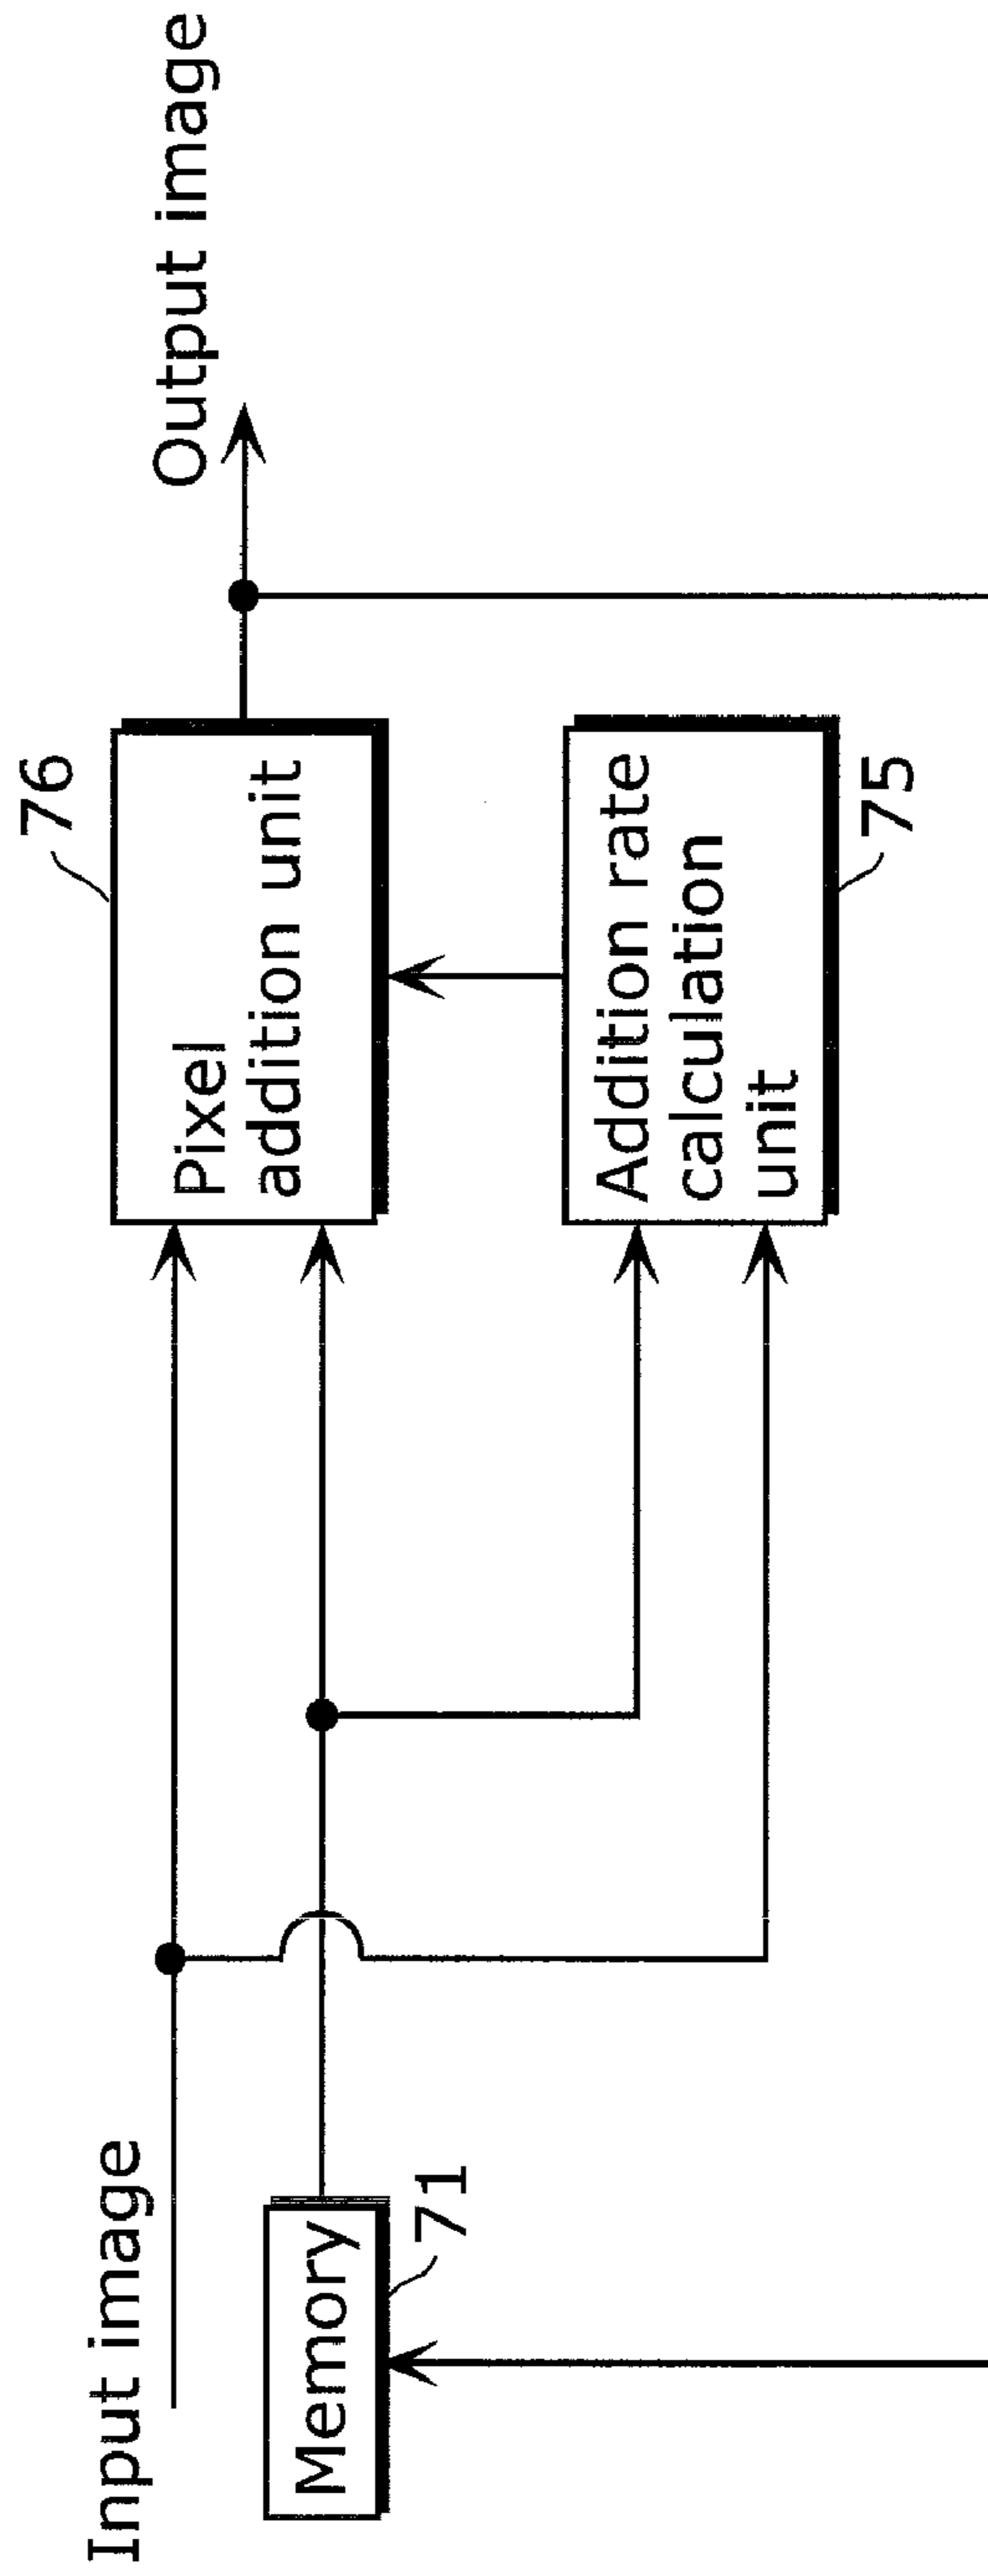 Input image
Memory
71
76
Pixel
addition unit
Addition rate
calculation
unit
75
Output image